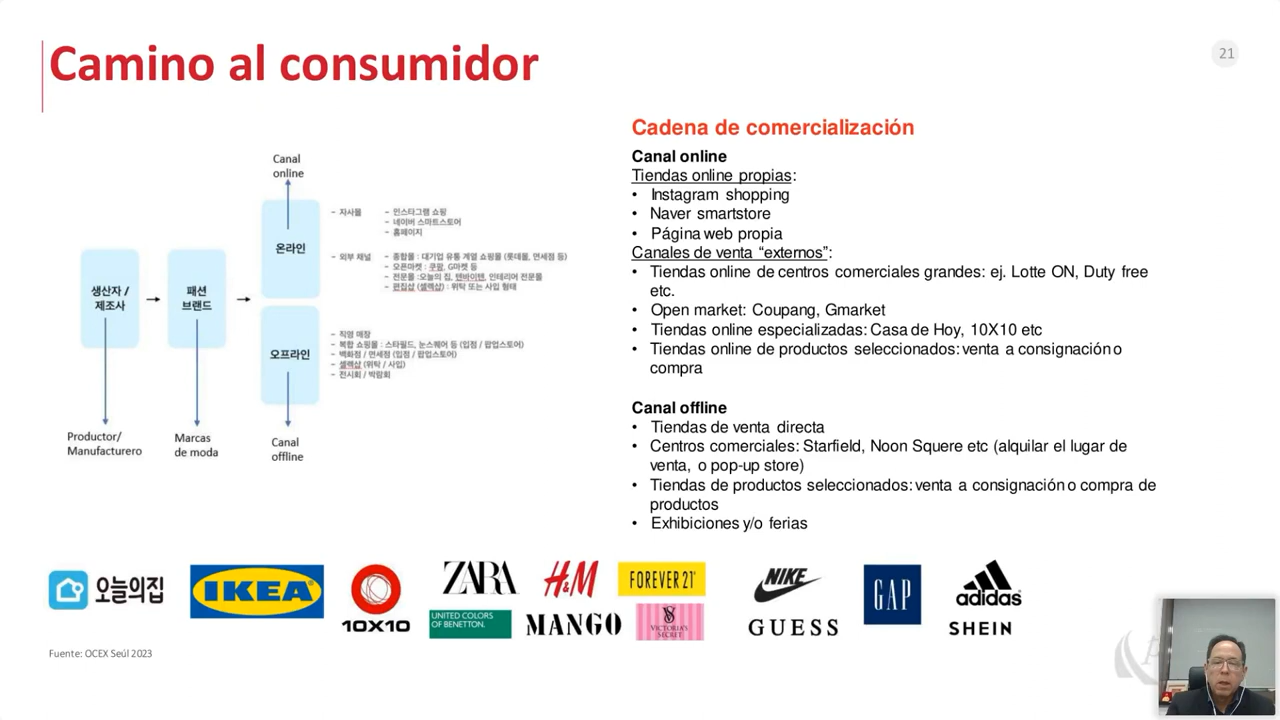 Camino al consumidor
21
Canal
online
온라인
- 자사몰
- 인스타그램 쇼핑
- 네이버 스마트스토어
- 홈페이지
- 외부 채널
- 종합몰 : 대기업 유통 계열 쇼핑몰 (롯데몰, 면세점 등)
- 오픈마켓 : 쿠팡, G마켓 등
- 전문몰 :오늘의 집, 텐바이텐, 인테리어 전문몰
- 편집샵 (셀렉샵) : 위탁 또는 사입 형태
생산자 /
제조사
패션
브랜드
오프라인
- 직영 매장
- 복합 쇼핑몰 : 스타필드, 눈스퀘어 등 (입점 / 팝업스토어)
- 백화점 / 면세점 (입점 / 팝업스토어)
- 셀렉샵 (위탁 / 사입)
- 전시회 / 박람회
Productor/
Manufacturero
Marcas
de moda
Canal
offline
Cadena de comercialización
Canal online
Tiendas online propias:
• Instagram shopping
• Naver smartstore
• Página web propia
Canales de venta “externos”:
• Tiendas online de centros comerciales grandes: ej. Lotte ON, Duty free
etc.
• Open market: Coupang, Gmarket
• Tiendas online especializadas: Casa de Hoy, 10X10 etc
• Tiendas online de productos seleccionados: venta a consignación o
compra
Canal offline
• Tiendas de venta directa
• Centros comerciales: Starfield, Noon Squere etc (alquilar el lugar de
venta, o pop-up store)
• Tiendas de productos seleccionados: venta a consignación o compra de
productos
• Exhibiciones y/o ferias
오늘의집
IKEA
10X10
ZARA
H&M
FOREVER 21
UNITED COLORS
OF BENETTON.
MANGO
VICTORIA'S
SECRET
NIKE
GUESS
GAP
adidas
SHEIN
Fuente: OCEX Seúl 2023